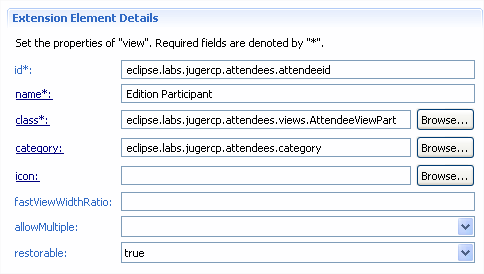 Extension Element Details
Set the properties of "view". Required fields are denoted by "*".
id*: eclipse.labs.jugercp.attendees.attendeeid
name*: Edition Participant
class*: eclipse.labs.jugercp.attendees.views.AttendeeViewPart Browse...
category: eclipse.labs.jugercp.attendees.category Browse...
icon: Browse...
fastViewWidthRatio:
allowMultiple:
restorable: true